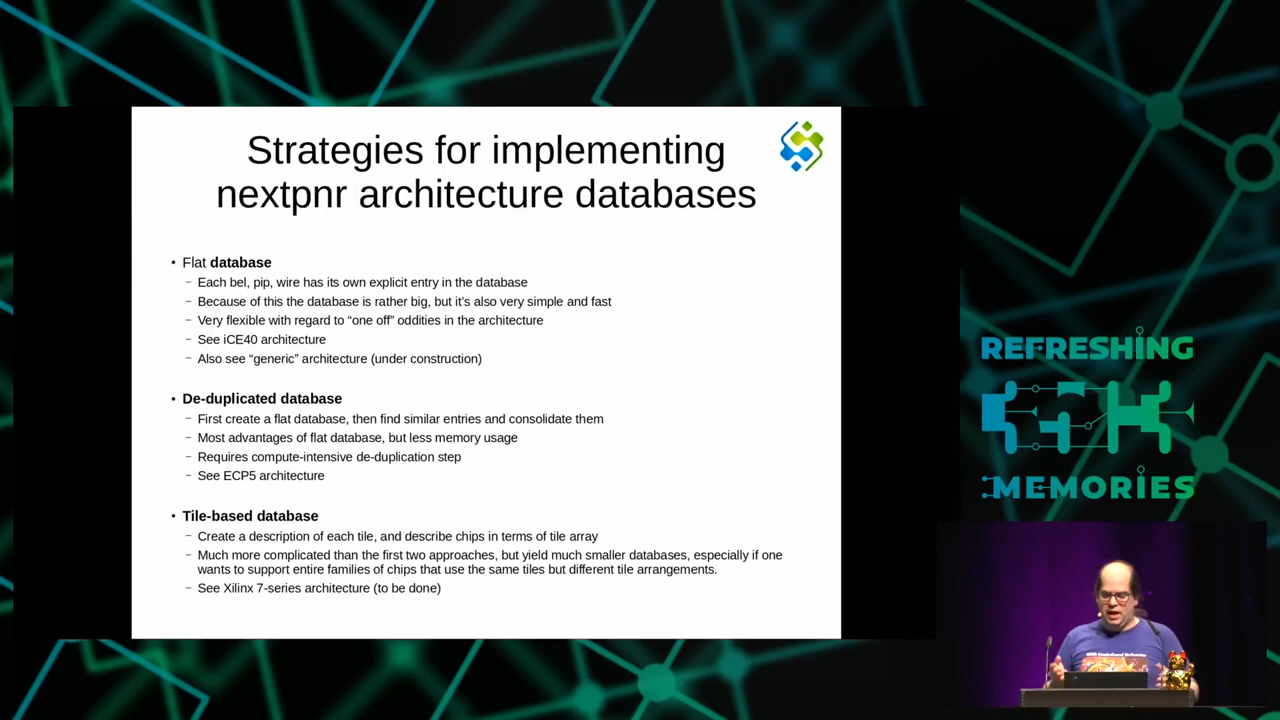 Strategies for implementing
nextpnr architecture databases
• Flat database
– Each bel, pip, wire has its own explicit entry in the database
– Because of this the database is rather big, but it’s also very simple and fast
– Very flexible with regard to “one off” oddities in the architecture
– See iCE40 architecture
– Also see “generic” architecture (under construction)
• De-duplicated database
– First create a flat database, then find similar entries and consolidate them
– Most advantages of flat database, but less memory usage
– Requires compute-intensive de-duplication step
– See ECP5 architecture
• Tile-based database
– Create a description of each tile, and describe chips in terms of tile array
– Much more complicated than the first two approaches, but yield much smaller databases, especially if one
wants to support entire families of chips that use the same tiles but different tile arrangements.
– See Xilinx 7-series architecture (to be done)
REFRESHING
MEMORIES